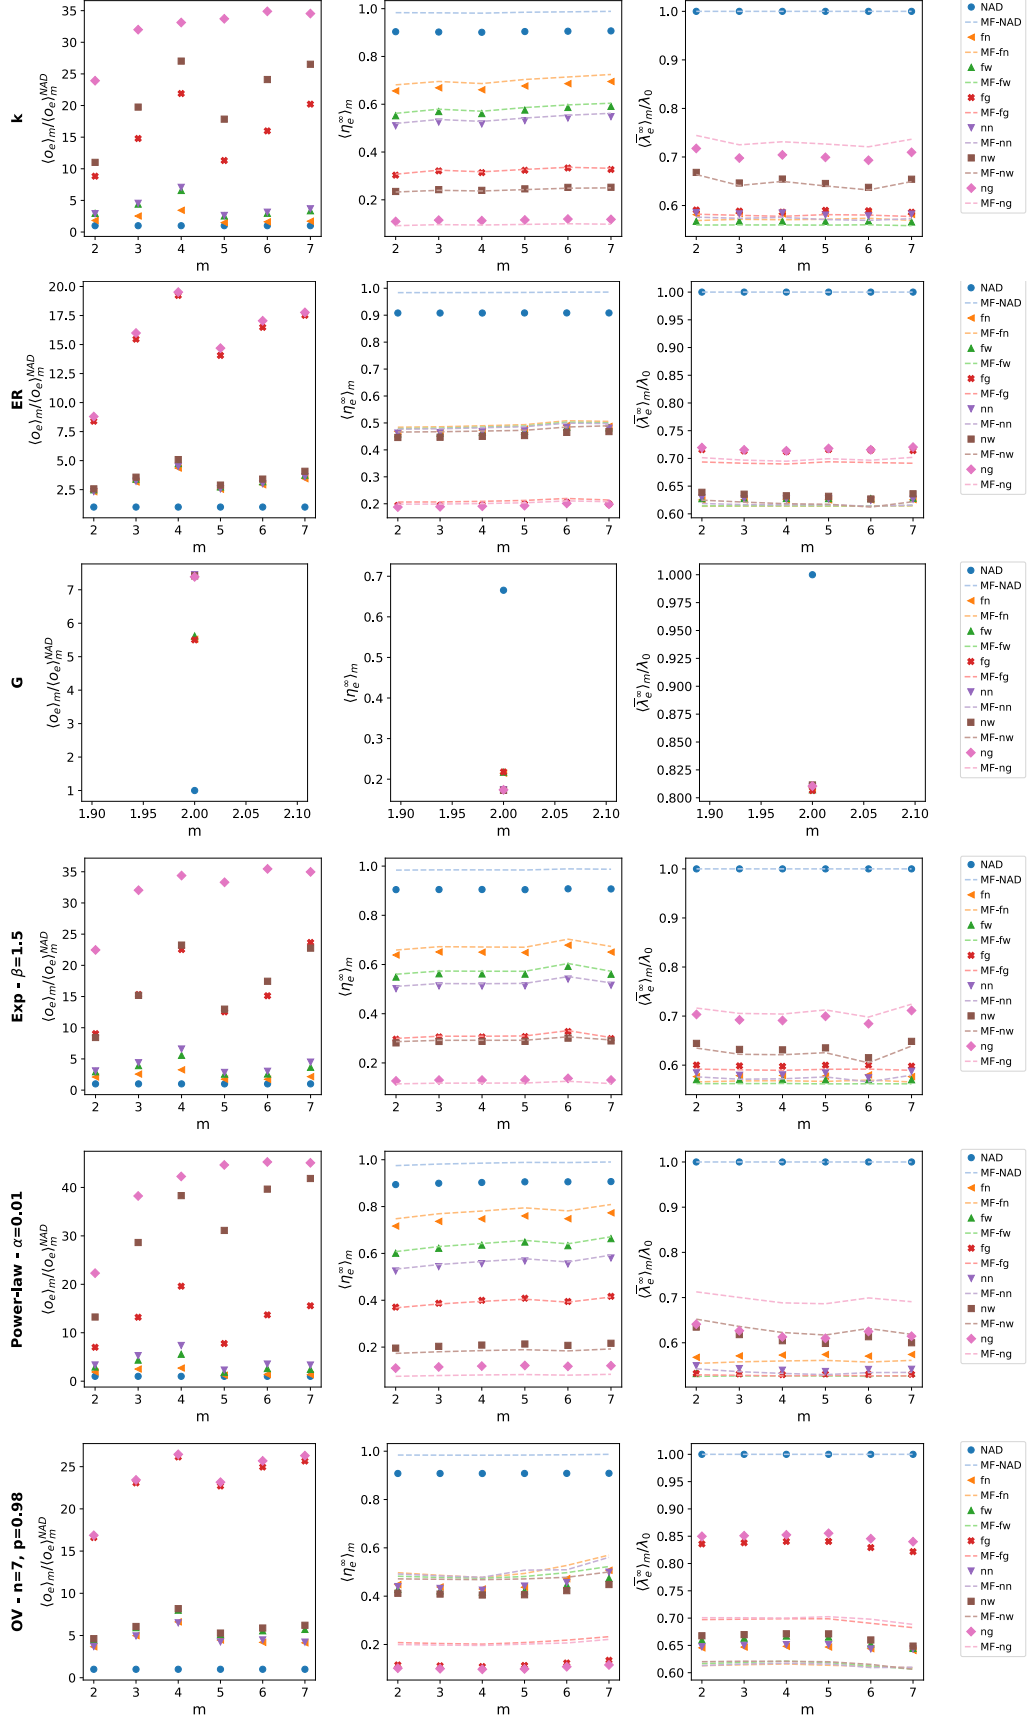 k
⟨o_e⟩_m/⟨o_e⟩_m^NAD
35
30
25
20
15
10
5
0
2 3 4 5 6 7
m
⟨η_e^∞⟩_m
1.0
0.8
0.6
0.4
0.2
2 3 4 5 6 7
m
⟨λ̅_e^∞⟩_m/λ_0
1.0
0.9
0.8
0.7
0.6
2 3 4 5 6 7
m
NAD
MF-NAD
fn
MF-fn
fw
MF-fw
fg
MF-fg
nn
MF-nn
nw
MF-nw
ng
MF-ng
ER
⟨o_e⟩_m/⟨o_e⟩_m^NAD
20.0
17.5
15.0
12.5
10.0
7.5
5.0
2.5
2 3 4 5 6 7
m
⟨η_e^∞⟩_m
1.0
0.9
0.8
0.7
0.6
0.5
0.4
0.3
0.2
2 3 4 5 6 7
m
⟨λ̅_e^∞⟩_m/λ_0
1.00
0.95
0.90
0.85
0.80
0.75
0.70
0.65
0.60
2 3 4 5 6 7
m
NAD
MF-NAD
fn
MF-fn
fw
MF-fw
fg
MF-fg
nn
MF-nn
nw
MF-nw
ng
MF-ng
G
⟨o_e⟩_m/⟨o_e⟩_m^NAD
7
6
5
4
3
2
1
1.90 1.95 2.00 2.05 2.10
m
⟨η_e^∞⟩_m
0.7
0.6
0.5
0.4
0.3
0.2
1.90 1.95 2.00 2.05 2.10
m
⟨λ̅_e^∞⟩_m/λ_0
1.000
0.975
0.950
0.925
0.900
0.875
0.850
0.825
0.800
1.90 1.95 2.00 2.05 2.10
m
NAD
MF-NAD
fn
MF-fn
fw
MF-fw
fg
MF-fg
nn
MF-nn
nw
MF-nw
ng
MF-ng
Exp - β=1.5
⟨o_e⟩_m/⟨o_e⟩_m^NAD
35
30
25
20
15
10
5
0
2 3 4 5 6 7
m
⟨η_e^∞⟩_m
1.0
0.8
0.6
0.4
0.2
2 3 4 5 6 7
m
⟨λ̅_e^∞⟩_m/λ_0
1.0
0.9
0.8
0.7
0.6
2 3 4 5 6 7
m
NAD
MF-NAD
fn
MF-fn
fw
MF-fw
fg
MF-fg
nn
MF-nn
nw
MF-nw
ng
MF-ng
Power-law - α=0.01
⟨o_e⟩_m/⟨o_e⟩_m^NAD
40
30
20
10
0
2 3 4 5 6 7
m
⟨η_e^∞⟩_m
1.0
0.8
0.6
0.4
0.2
2 3 4 5 6 7
m
⟨λ̅_e^∞⟩_m/λ_0
1.0
0.9
0.8
0.7
0.6
2 3 4 5 6 7
m
NAD
MF-NAD
fn
MF-fn
fw
MF-fw
fg
MF-fg
nn
MF-nn
nw
MF-nw
ng
MF-ng
OV - n=7, p=0.98
⟨o_e⟩_m/⟨o_e⟩_m^NAD
25
20
15
10
5
0
2 3 4 5 6 7
m
⟨η_e^∞⟩_m
1.0
0.8
0.6
0.4
0.2
2 3 4 5 6 7
m
⟨λ̅_e^∞⟩_m/λ_0
1.00
0.95
0.90
0.85
0.80
0.75
0.70
0.65
0.60
2 3 4 5 6 7
m
NAD
MF-NAD
fn
MF-fn
fw
MF-fw
fg
MF-fg
nn
MF-nn
nw
MF-nw
ng
MF-ng